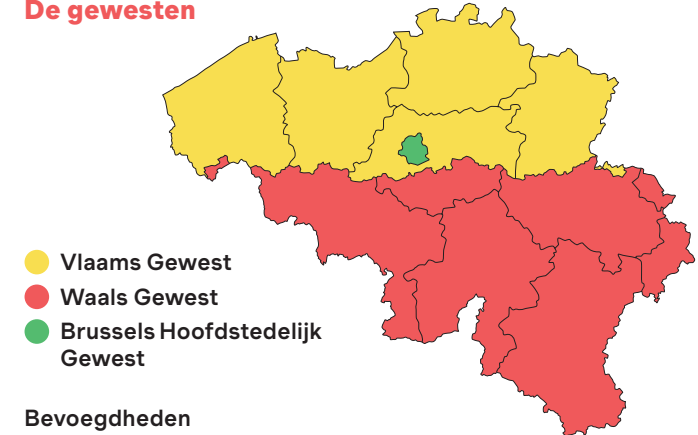 De gewesten
Vlaams Gewest
Waals Gewest
Brussels Hoofdstedelijk
Gewest
Bevoegdheden